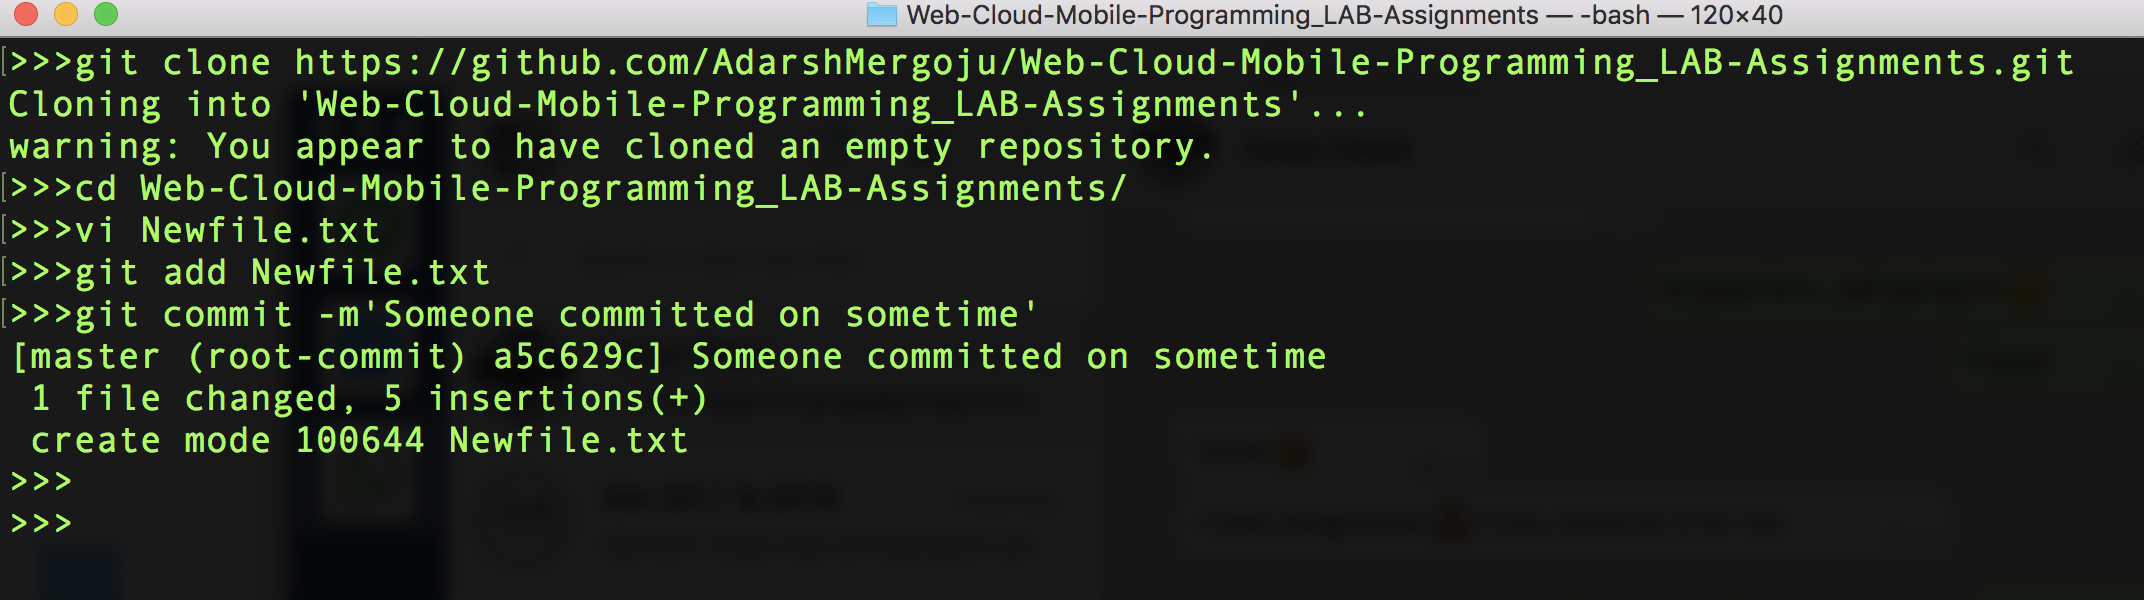 Web-Cloud-Mobile-Programming_LAB-Assignments — -bash — 120×40
>>>git clone https://github.com/AdarshMergoju/Web-Cloud-Mobile-Programming_LAB-Assignments.git
Cloning into 'Web-Cloud-Mobile-Programming_LAB-Assignments'...
warning: You appear to have cloned an empty repository.
>>>cd Web-Cloud-Mobile-Programming_LAB-Assignments/
>>>vi Newfile.txt
>>>git add Newfile.txt
>>>git commit -m'Someone committed on sometime'
[master (root-commit) a5c629c] Someone committed on sometime
 1 file changed, 5 insertions(+)
 create mode 100644 Newfile.txt
>>>
>>>